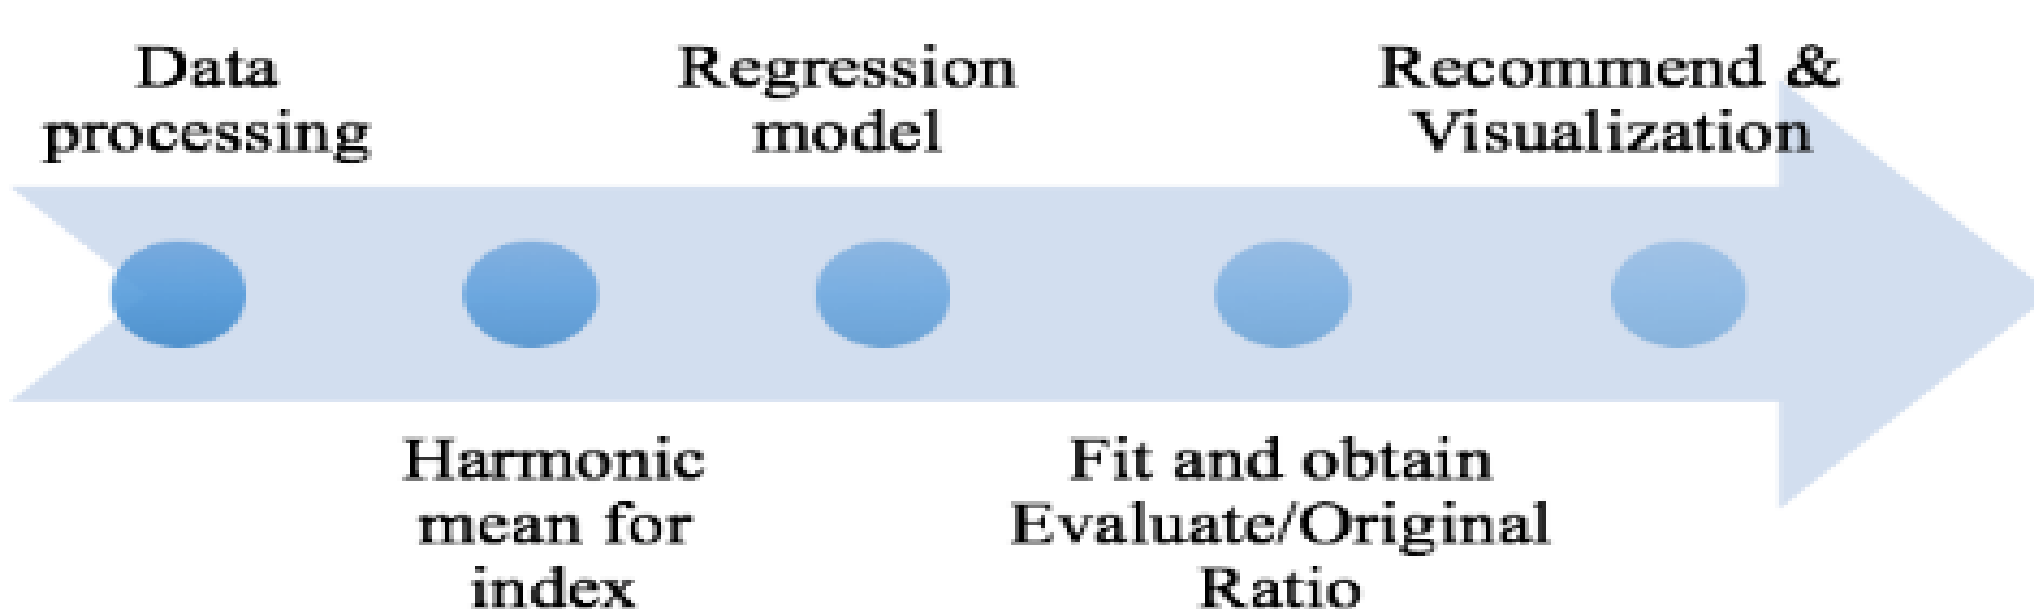 Data
processing
Harmonic
mean for
index
Regression
model
Fit and obtain
Evaluate/Original
Ratio
Recommend &
Visualization